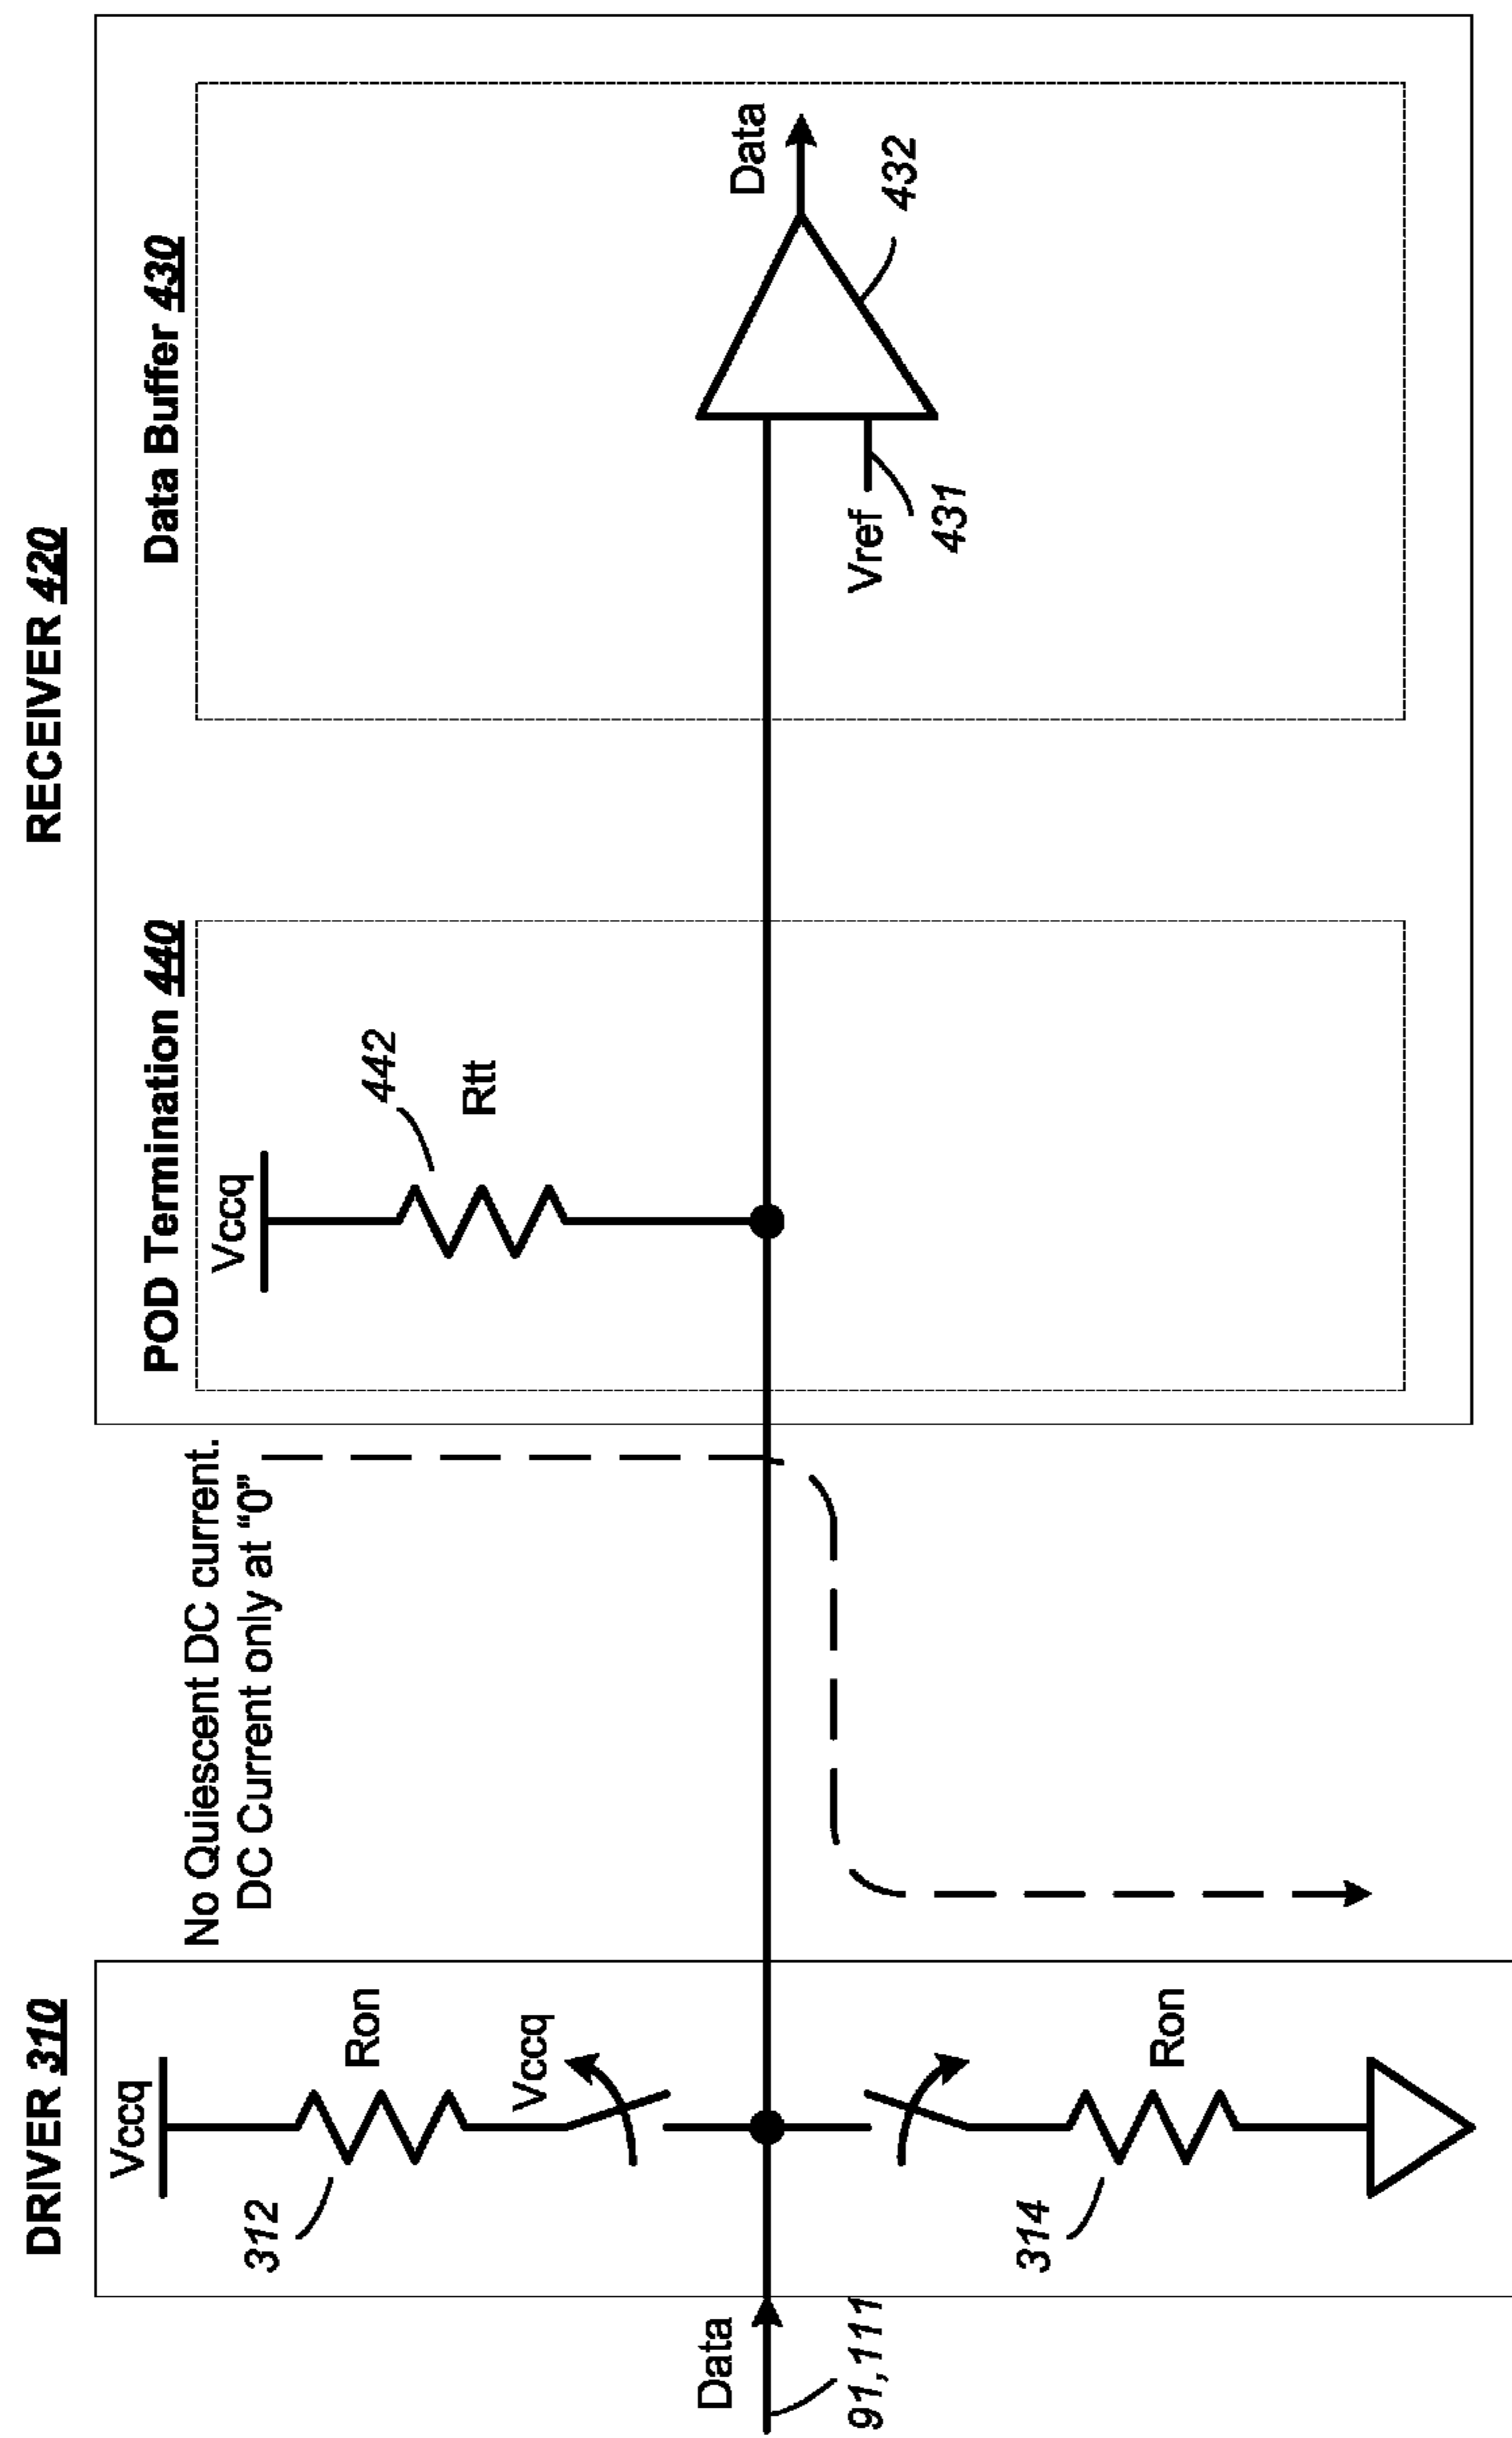 DRIVER 310
Vccq
312
Ron
Vccq
Data
91,111
314
Ron
No Quiescent DC current.
DC Current only at “0”
RECEIVER 420
POD Termination 440
Vccq
442
Rtt
Data Buffer 430
Vref
431
Data
432